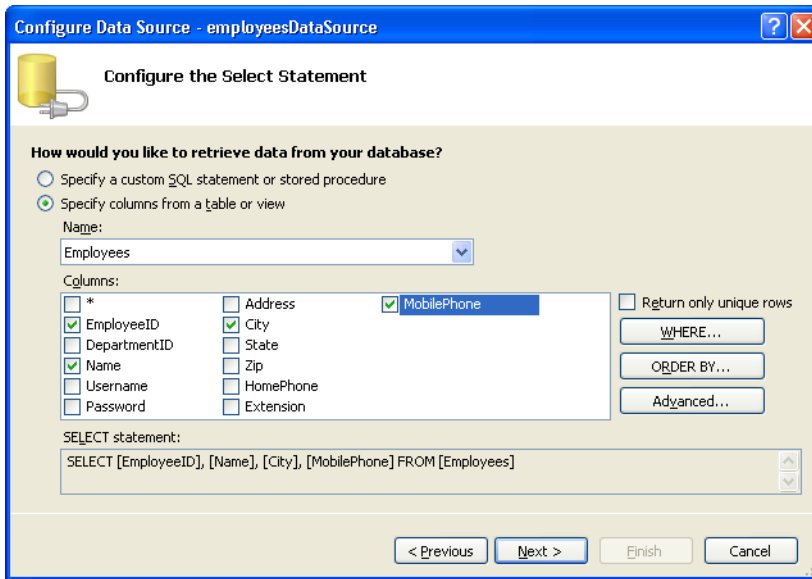 Configure Data Source - employeesDataSource
Configure the Select Statement
How would you like to retrieve data from your database?
Specify a custom SQL statement or stored procedure
Specify columns from a table or view
Name:
Employees
Columns:
* Address MobilePhone Return only unique rows
EmployeeID City WHERE...
DepartmentID State
Name Zip ORDER BY...
Username HomePhone
Password Extension Advanced...
SELECT statement:
SELECT [EmployeeID], [Name], [City], [MobilePhone] FROM [Employees]
< Previous Next > Finish Cancel